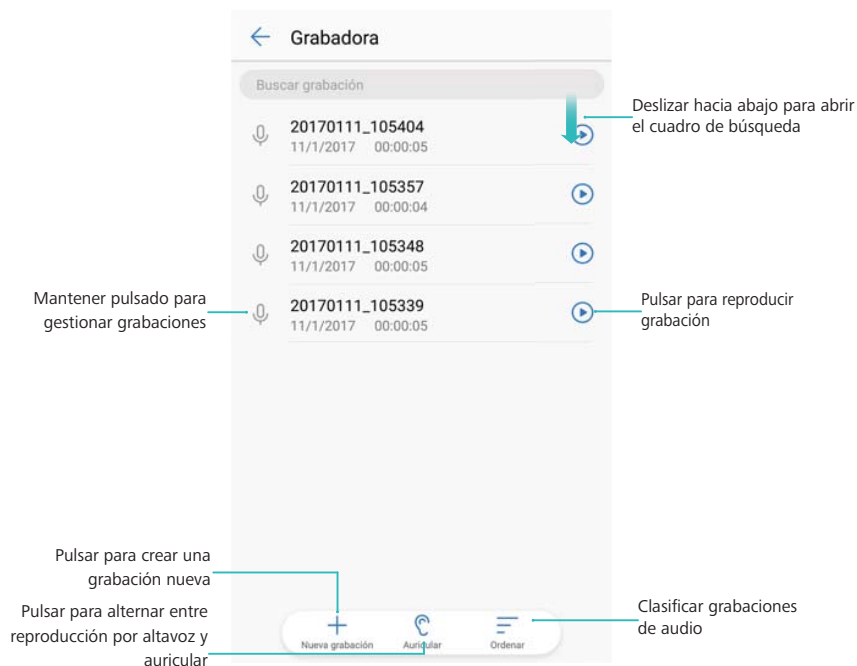 Grabadora
Buscar grabación
Deslizar hacia abajo para abrir
el cuadro de búsqueda
20170111_105404
11/1/2017 00:00:05
20170111_105357
11/1/2017 00:00:04
20170111_105348
11/1/2017 00:00:05
Mantener pulsado para
gestionar grabaciones
20170111_105339
11/1/2017 00:00:05
Pulsar para reproducir
grabación
Pulsar para crear una
grabación nueva
Pulsar para alternar entre
reproducción por altavoz y
auricular
Nueva grabación
Auricular
Ordenar
Clasificar grabaciones
de audio